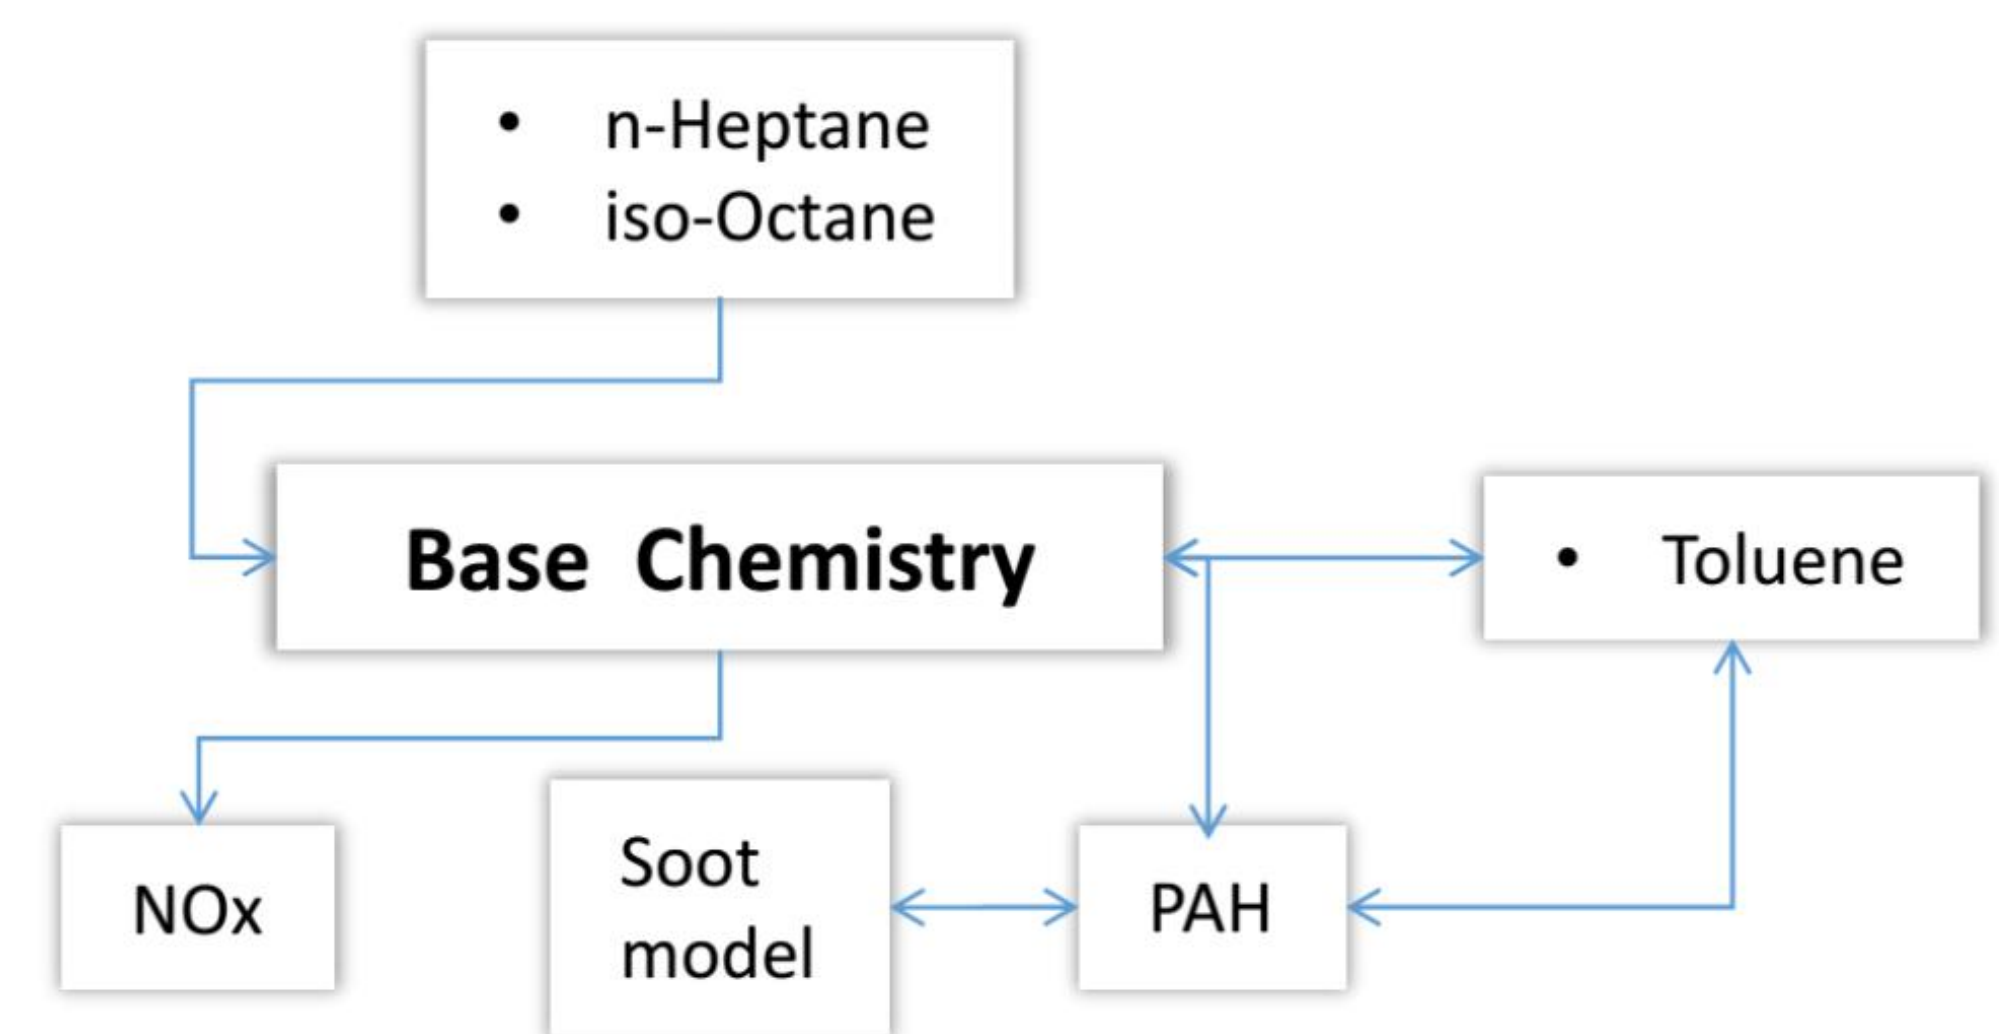 • n-Heptane
• iso-Octane
Base Chemistry
• Toluene
NOx
Soot
model
PAH